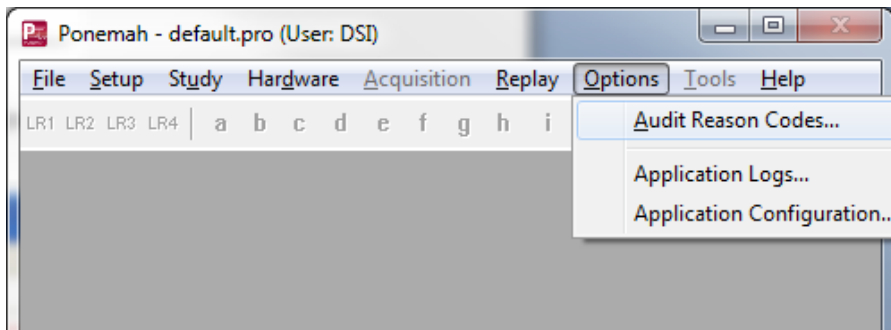 Ponemah - default.pro (User: DSI)
File Setup Study Hardware Acquisition Replay Options Tools Help
LR1 LR2 LR3 LR4 a b c d e f g h i
Audit Reason Codes...
Application Logs...
Application Configuration..